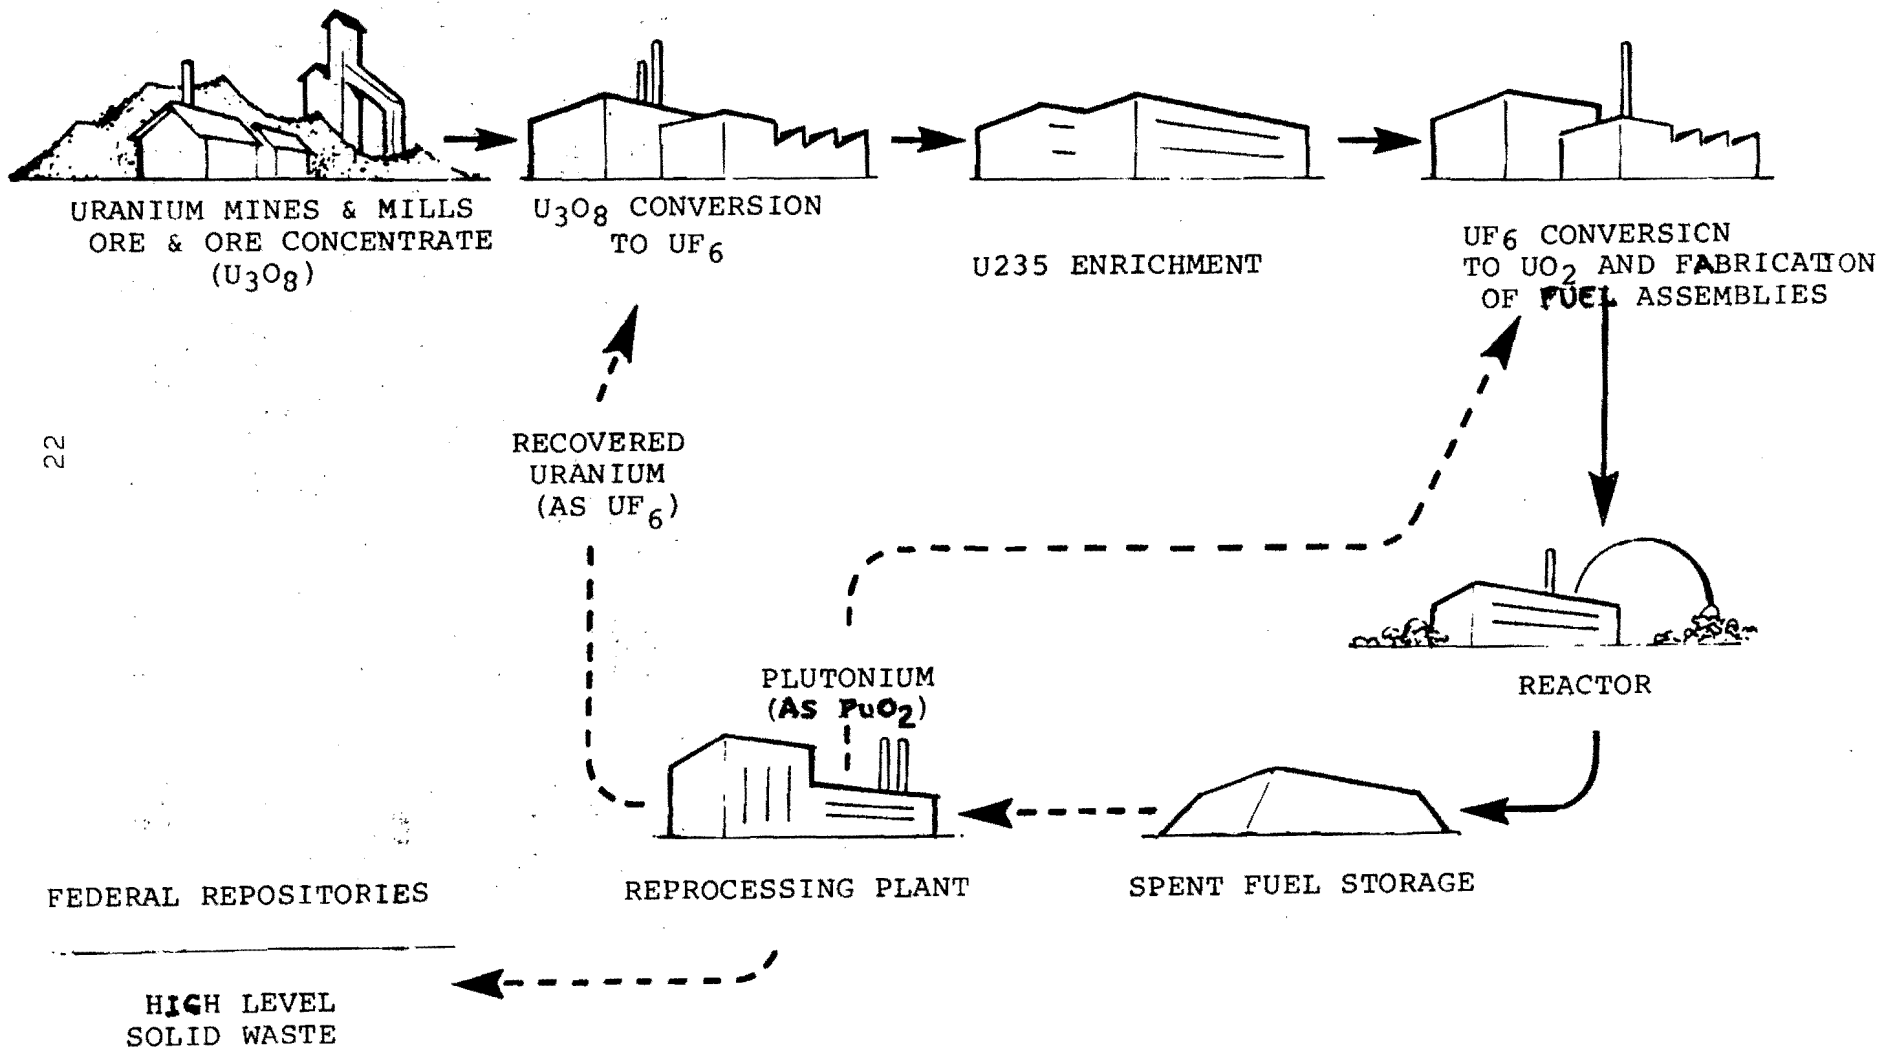 URANIUM MINES & MILLS
ORE & ORE CONCENTRATE
(U3O8)
U3O8 CONVERSION
TO UF6
U235 ENRICHMENT
UF6 CONVERSICN
TO UO2 AND FABRICATION
OF FUEL ASSEMBLIES
22
RECOVERED
URANIUM
(AS UF6)
PLUTONIUM
(AS PuO2)
REACTOR
FEDERAL REPOSITORIES
REPROCESSING PLANT
SPENT FUEL STORAGE
HIGH LEVEL
SOLID WASTE